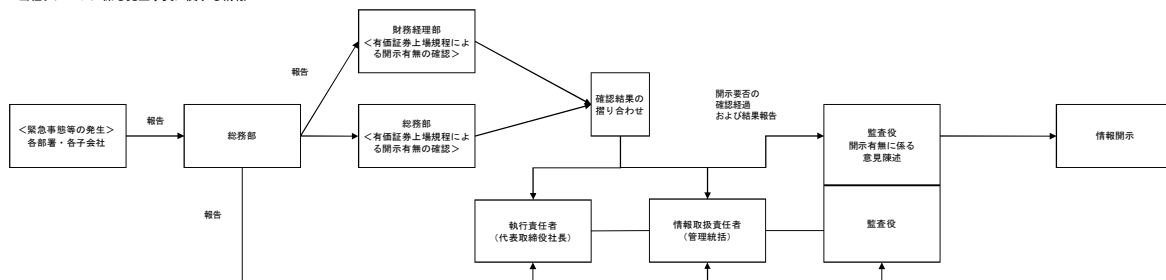 財務経理部
＜有価証券上場規程によ
る開示有無の確認＞
報告
確認結果の
摺り合わせ
開示要否の
確認経過
および結果報告
＜緊急事態等の発生＞
各部署・各子会社
報告
総務部
総務部
＜有価証券上場規程によ
る開示有無の確認＞
監査役
開示有無に係る
意見陳述
情報開示
報告
執行責任者
（代表取締役社長）
情報取扱責任者
（管理統括）
監査役